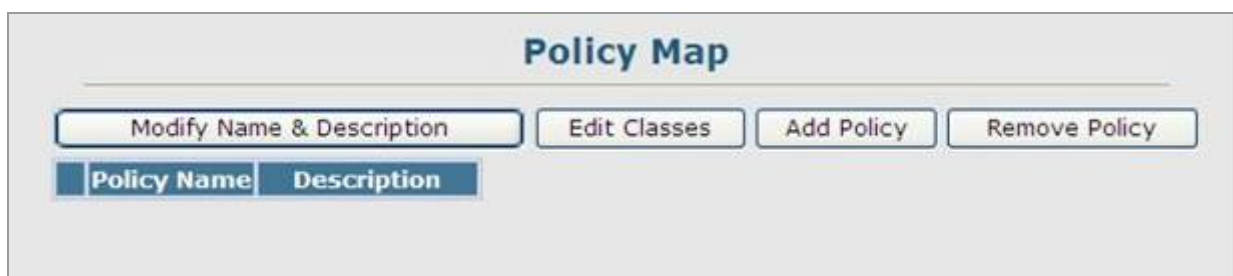 Policy Map
Modify Name & Description Edit Classes Add Policy Remove Policy
Policy Name Description